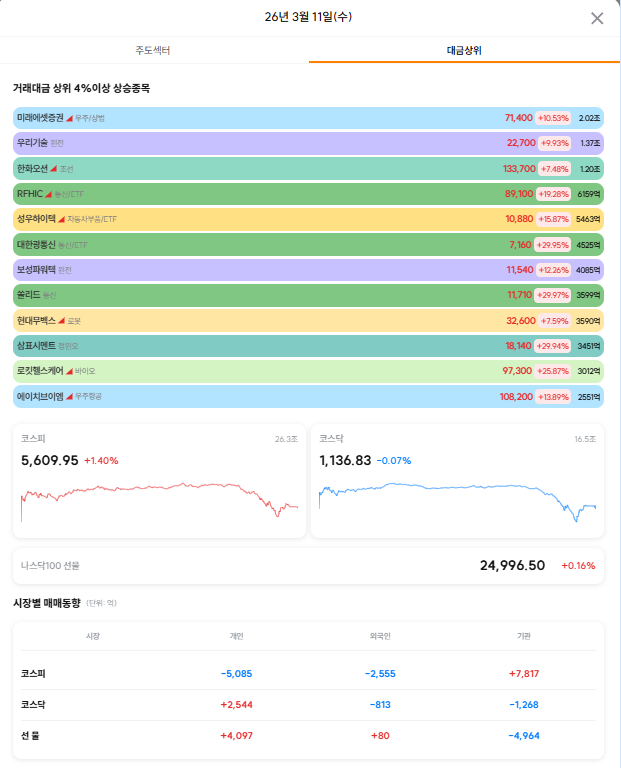 26년 3월 11일(수)
주도섹터 대금상위
거래대금 상위 4%이상 상승종목
미래에셋증권 우주/상범 71,400 +10.53% 2.02조
우리기술 원전 22,700 +9.93% 1.37조
한화오션 조선 133,700 +7.48% 1.20조
RFHIC 통신/ETF 89,100 +19.28% 6159억
성우하이텍 자동차부품/ETF 10,880 +15.87% 5463억
대한광통신 통신/ETF 7,160 +29.95% 4525억
보성파워텍 원전 11,540 +12.26% 4085억
쏠리드 통신 11,710 +29.97% 3599억
현대무벡스 로봇 32,600 +7.59% 3590억
삼표시멘트 18,140 +29.94% 3451억
로킷헬스케어 바이오 97,300 +25.87% 3012억
에이치브이엠 우주항공 108,200 +13.89% 2551억
코스피 26.3조
5,609.95 +1.40%
코스닥 16.5조
1,136.83 -0.07%
나스닥100 선물 24,996.50 +0.16%
시장별 매매동향 (단위: 억)
시장 개인 외국인 기관
코스피 -5,085 -2,555 +7,817
코스닥 +2,544 -813 -1,268
선 물 +4,097 +80 -4,964